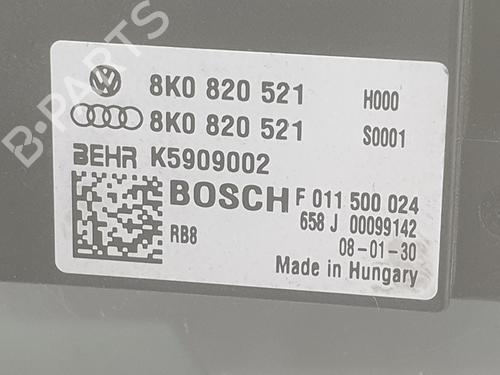 B-PARTS
8K0 820 521 H000
8K0 820 521 S0001
BEHR K5909002
BOSCH F 011 500 024
658 J 00099142
RB8 08-01-30
Made in Hungary